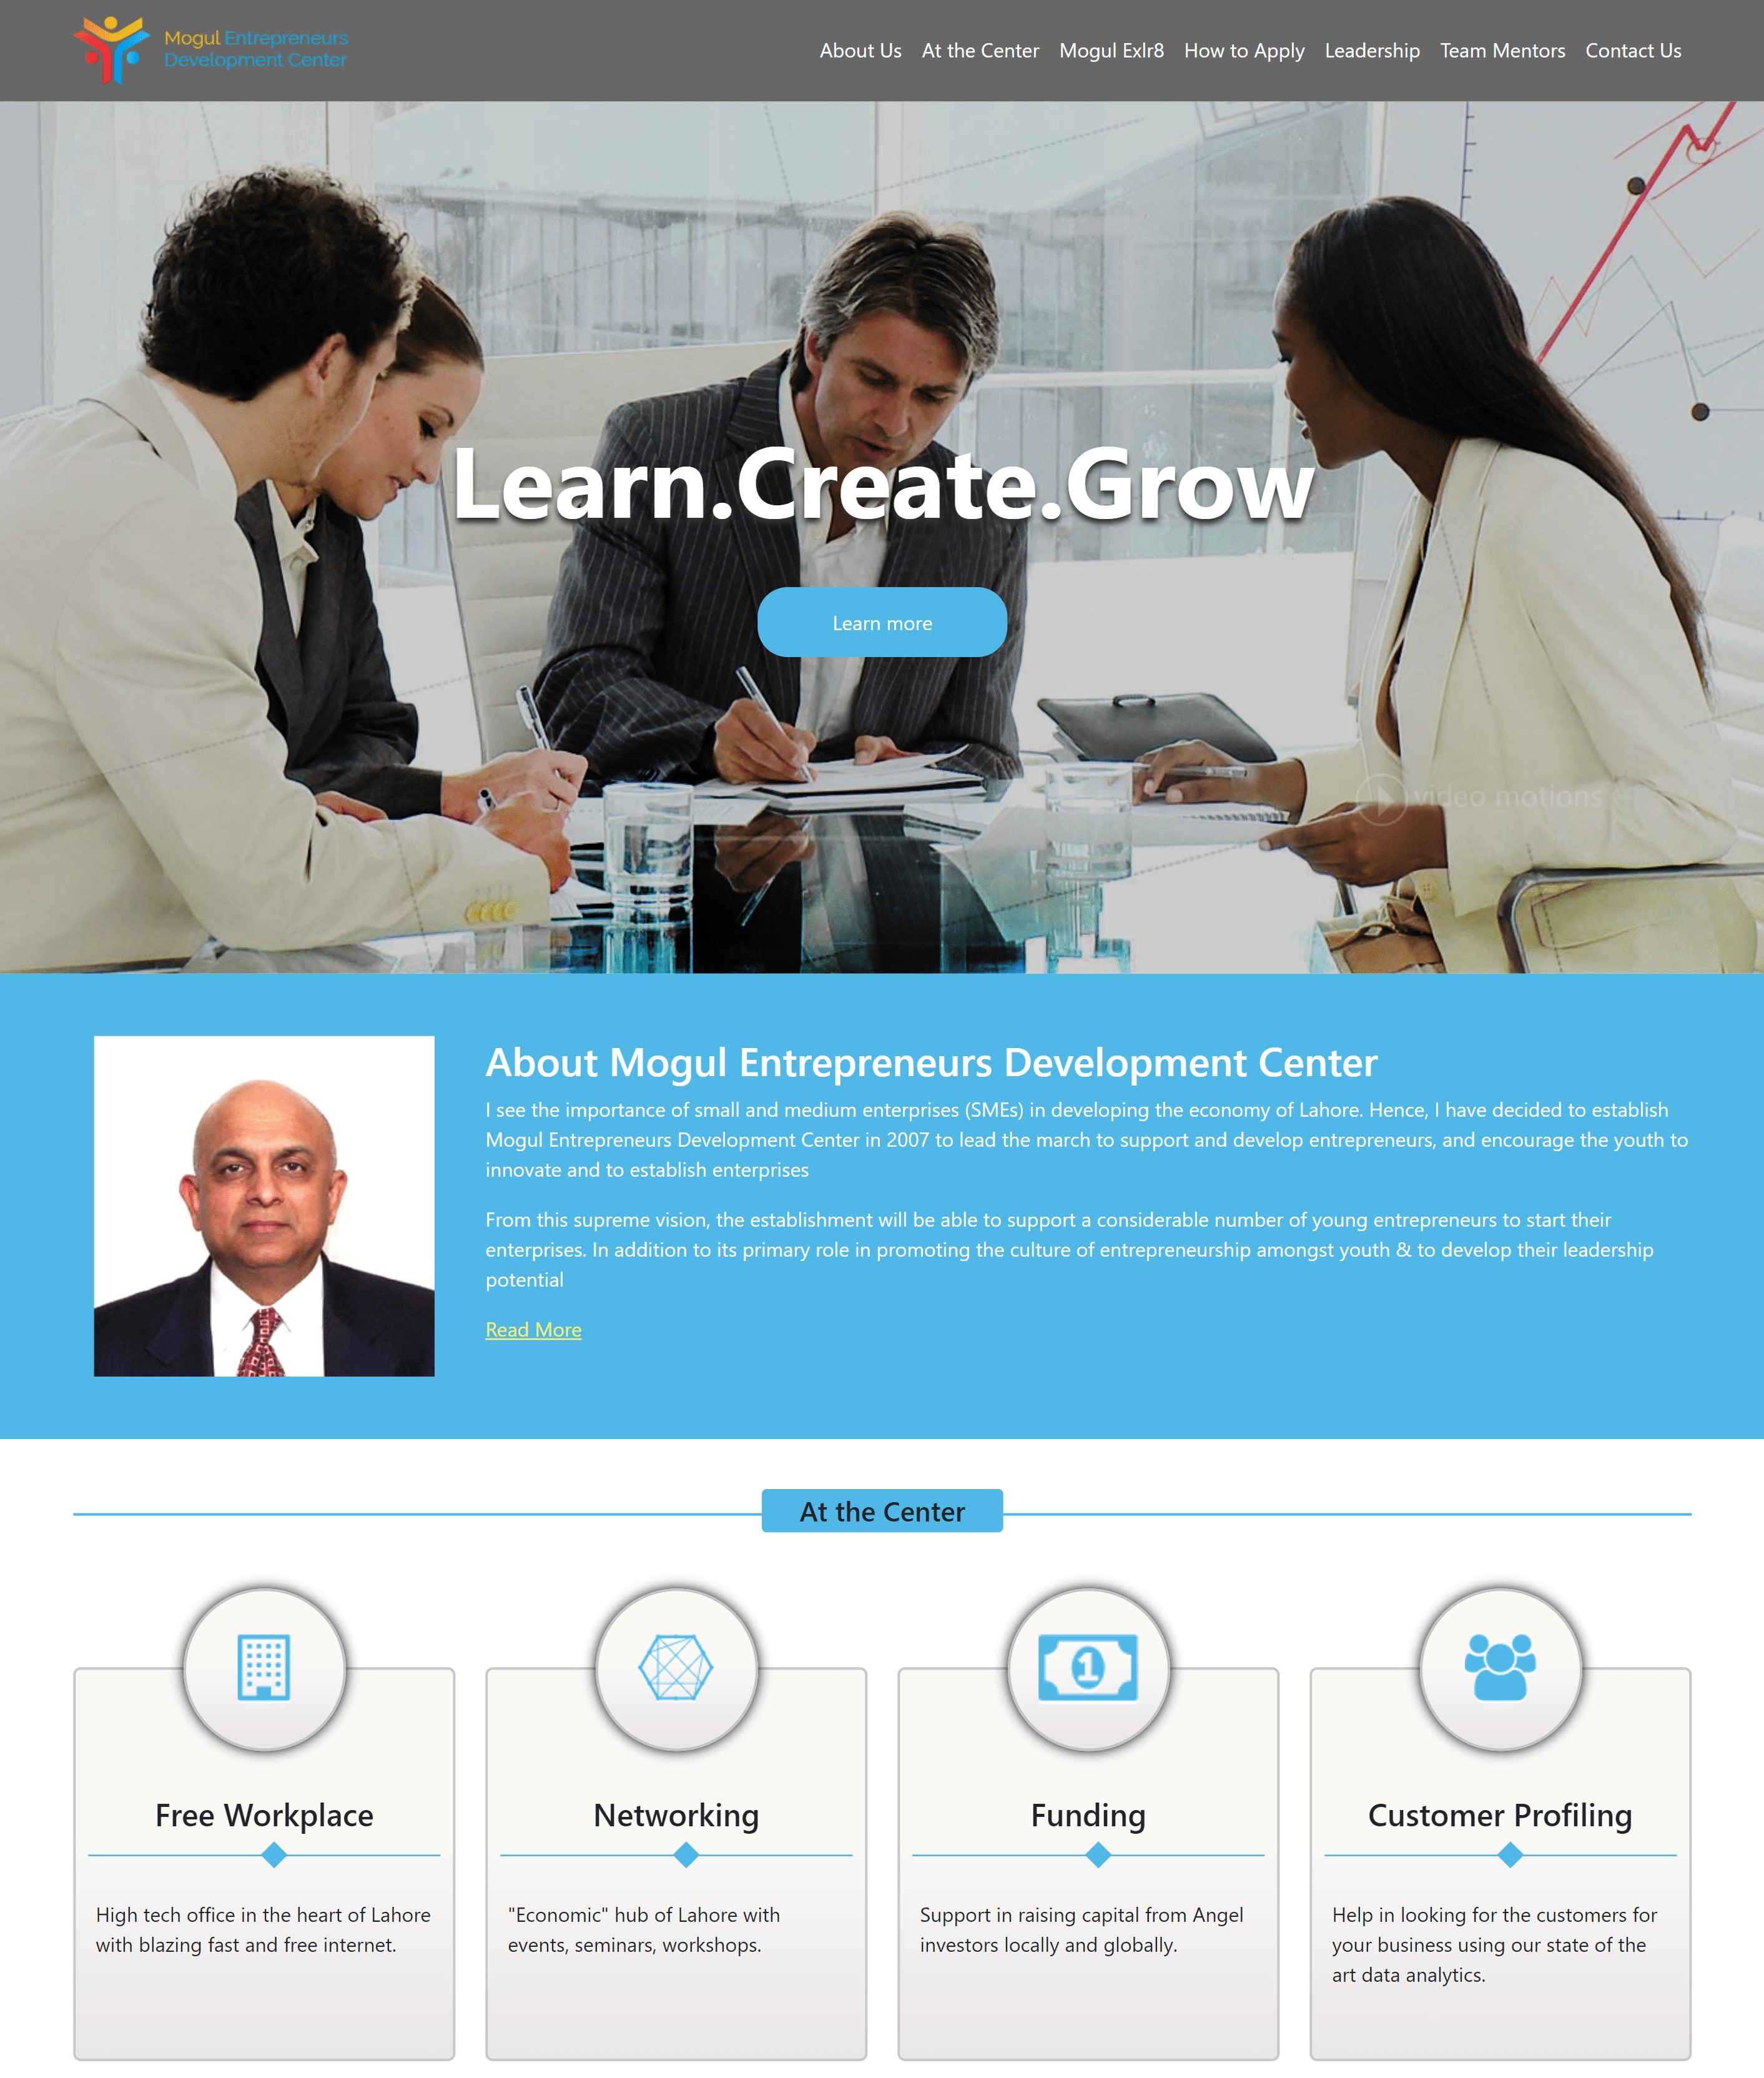 Mogul Entrepreneurs
Development Center
About Us At the Center Mogul Exlr8 How to Apply Leadership Team Mentors Contact Us
Learn.Create.Grow
Learn more
video motions
About Mogul Entrepreneurs Development Center
I see the importance of small and medium enterprises (SMEs) in developing the economy of Lahore. Hence, I have decided to establish
Mogul Entrepreneurs Development Center in 2007 to lead the march to support and develop entrepreneurs, and encourage the youth to
innovate and to establish enterprises
From this supreme vision, the establishment will be able to support a considerable number of young entrepreneurs to start their
enterprises. In addition to its primary role in promoting the culture of entrepreneurship amongst youth & to develop their leadership
potential
Read More
At the Center
1
Free Workplace
High tech office in the heart of Lahore
with blazing fast and free internet.
Networking
"Economic" hub of Lahore with
events, seminars, workshops.
Funding
Support in raising capital from Angel
investors locally and globally.
Customer Profiling
Help in looking for the customers for
your business using our state of the
art data analytics.